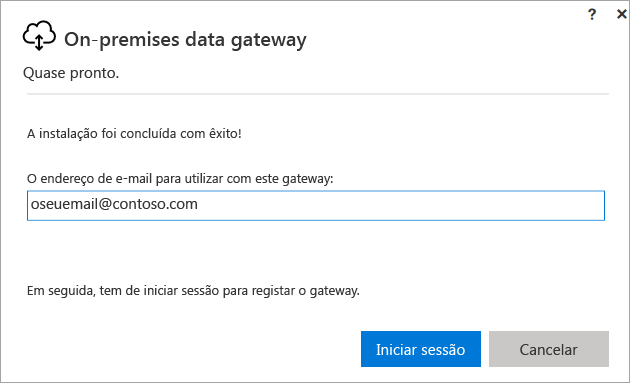 ? ×
On-premises data gateway
Quase pronto.
A instalação foi concluída com êxito!
O endereço de e-mail para utilizar com este gateway:
oseuemail@contoso.com
Em seguida, tem de iniciar sessão para registar o gateway.
Iniciar sessão Cancelar